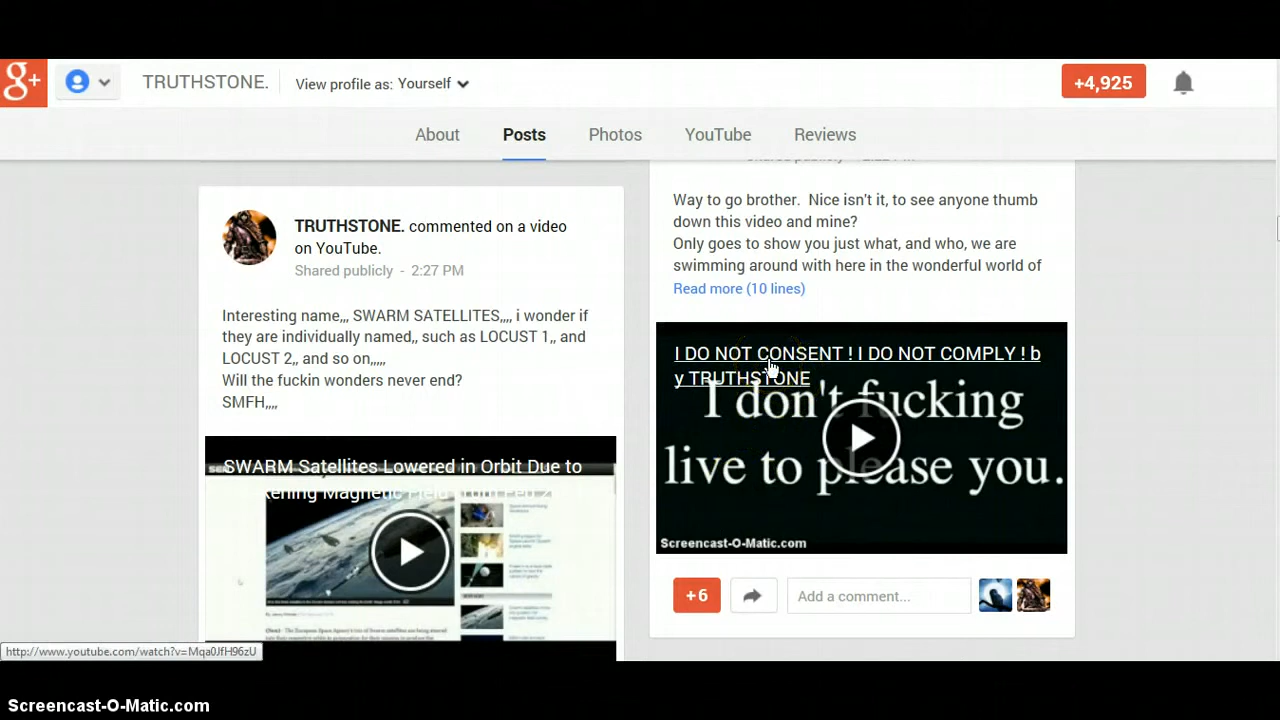 g+
TRUTHSTONE.
View profile as: Yourself
+4,925
About
Posts
Photos
YouTube
Reviews
TRUTHSTONE. commented on a video
on YouTube.
Shared publicly - 2:27 PM
Interesting name,,, SWARM SATELLITES,,,, i wonder if
they are individually named,, such as LOCUST 1,, and
LOCUST 2,, and so on,,,,,
Will the fuckin wonders never end?
SMFH,,,,
SWARM Satellites Lowered in Orbit Due to
Magnetic Field
Shared publicly
Way to go brother. Nice isn't it, to see anyone thumb
down this video and mine?
Only goes to show you just what, and who, we are
swimming around with here in the wonderful world of
Read more (10 lines)
I DO NOT CONSENT ! I DO NOT COMPLY ! b
y TRUTHSTONE
I don't fucking
live to please you.
Screencast-O-Matic.com
+6
Add a comment...
http://www.youtube.com/watch?v=Mqa0JfH96zU
Screencast-O-Matic.com